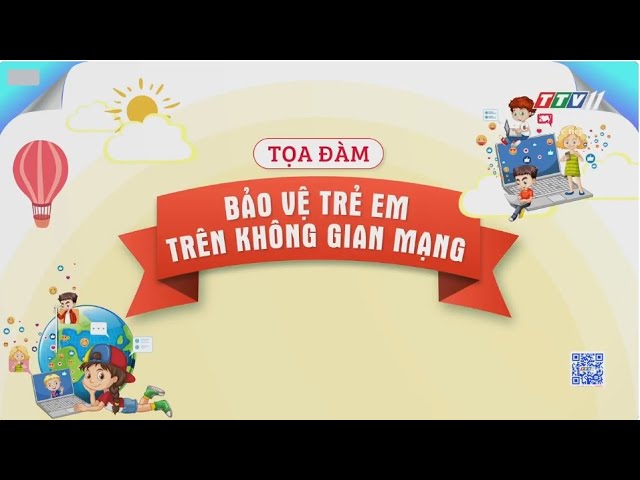 TTV11
TỌA ĐÀM
BẢO VỆ TRẺ EM
TRÊN KHÔNG GIAN MẠNG